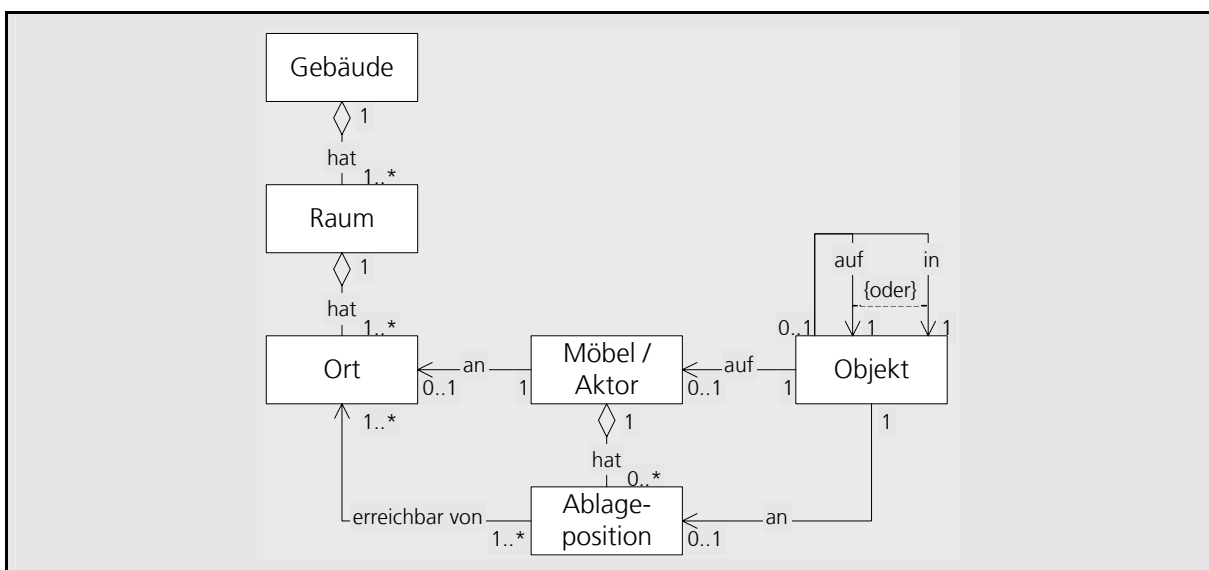 Gebäude
1
hat
1..*
Raum
1
hat
1..*
auf in
{oder}
0..1 1 1
Ort
an
0..1 1
Möbel /
Aktor
auf
0..1 1
Objekt
1..*
1
hat
0..*
1
erreichbar von
1..*
Ablage-
position
an
0..1